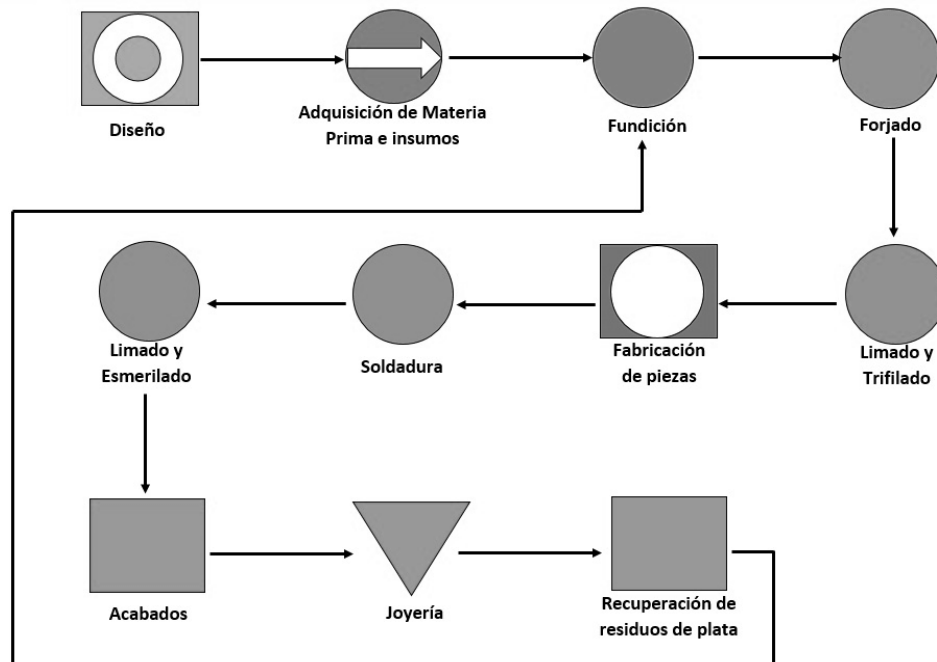 Diseño
Adquisición de Materia
Prima e insumos
Fundición
Forjado
Limado y
Esmerilado
Soldadura
Fabricación
de piezas
Limado y
Trifilado
Acabados
Joyería
Recuperación de
residuos de plata